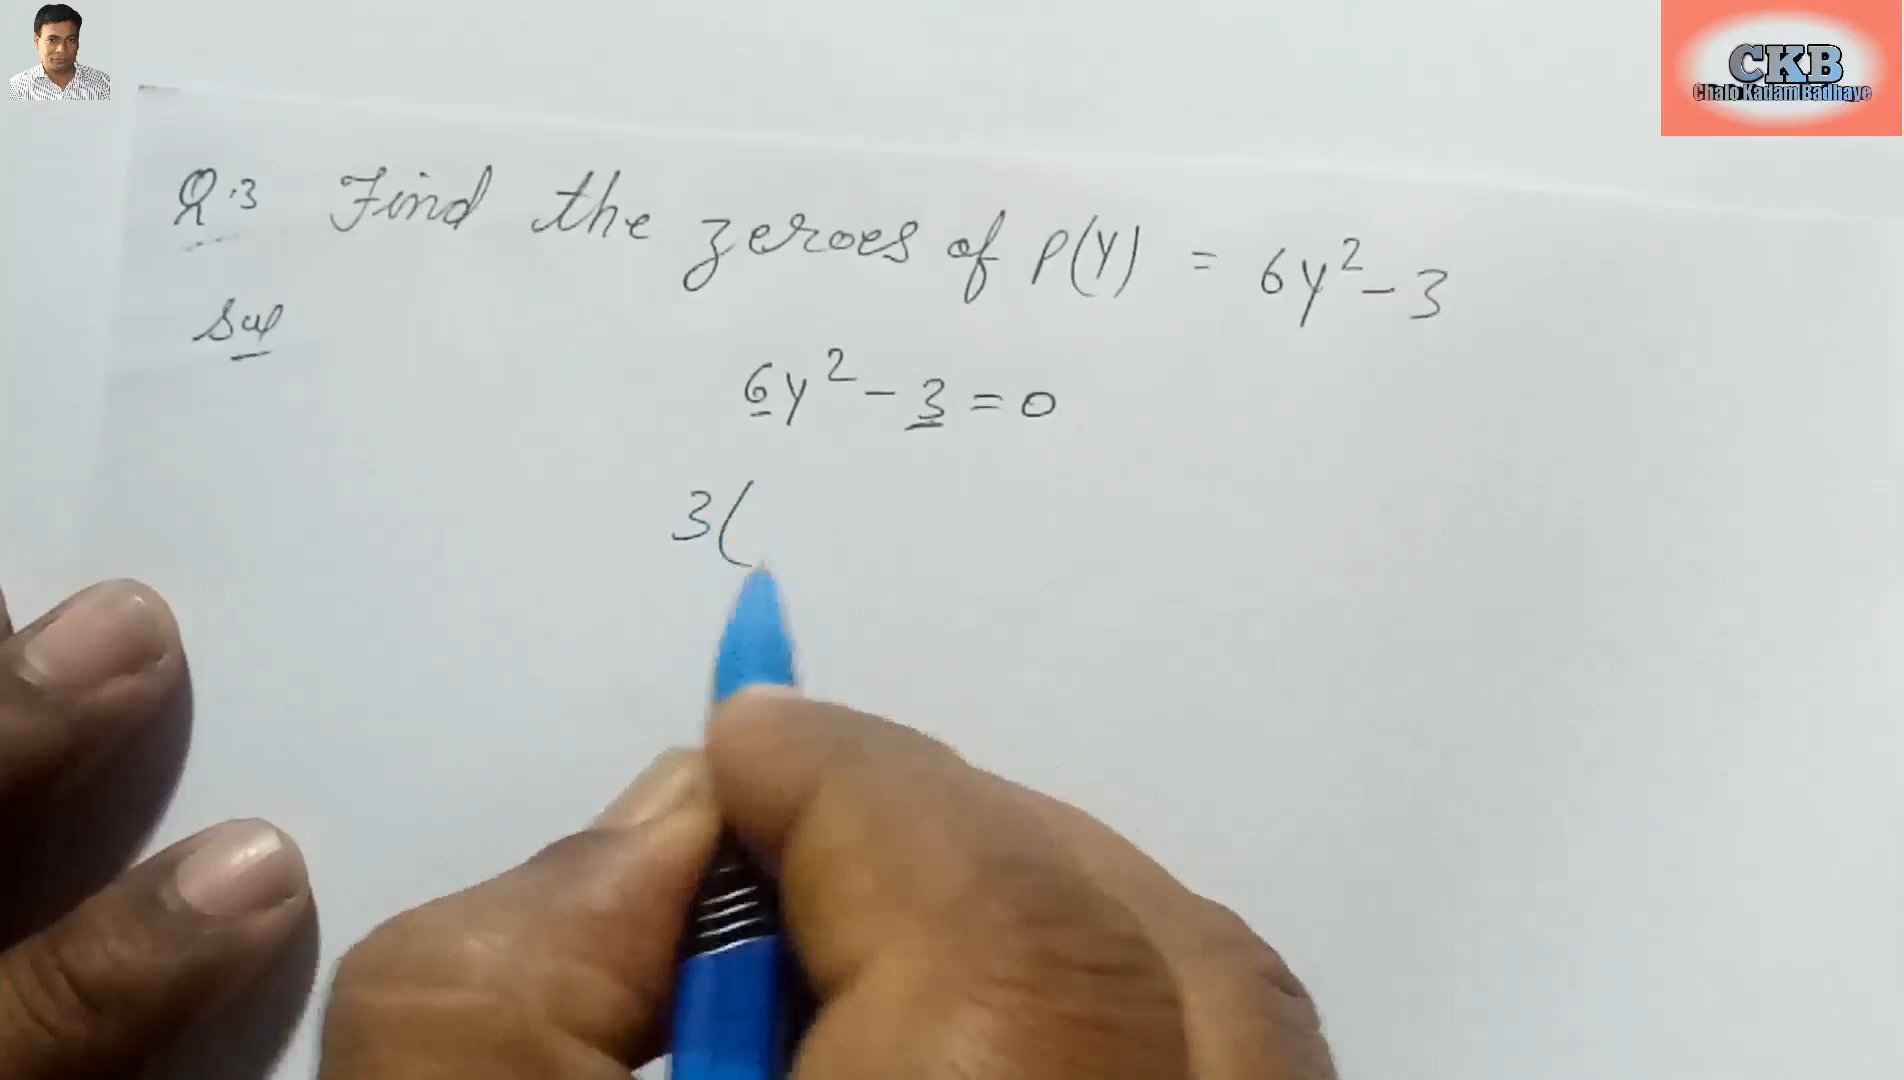 CKB
Chalo Kadam Badhaye
Q.3 Find the zeroes of P(Y) = 6y² - 3
Sol
6y² - 3 = 0
3(